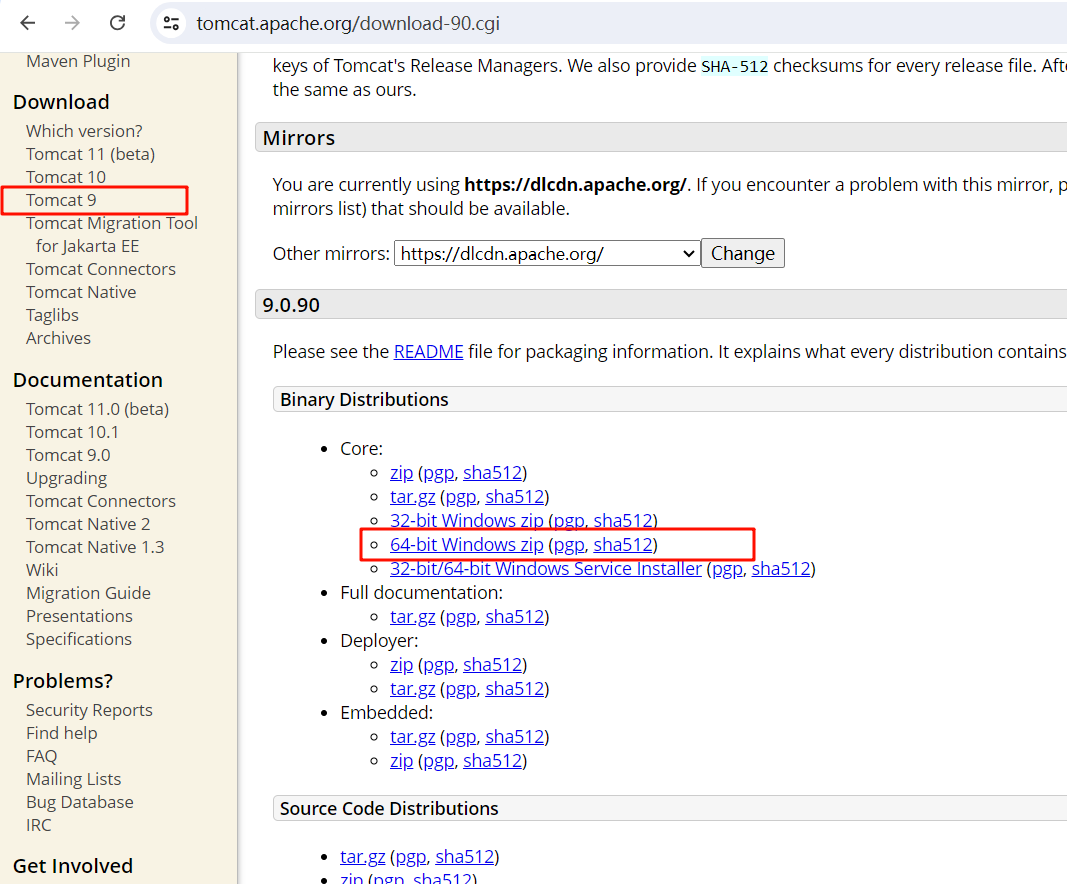 tomcat.apache.org/download-90.cgi
Maven Plugin
Download
Which version?
Tomcat 11 (beta)
Tomcat 10
Tomcat 9
Tomcat Migration Tool
for Jakarta EE
Tomcat Connectors
Tomcat Native
Taglibs
Archives
Documentation
Tomcat 11.0 (beta)
Tomcat 10.1
Tomcat 9.0
Upgrading
Tomcat Connectors
Tomcat Native 2
Tomcat Native 1.3
Wiki
Migration Guide
Presentations
Specifications
Problems?
Security Reports
Find help
FAQ
Mailing Lists
Bug Database
IRC
Get Involved
keys of Tomcat's Release Managers. We also provide SHA-512 checksums for every release file. Afte
the same as ours.
Mirrors
You are currently using https://dlcdn.apache.org/. If you encounter a problem with this mirror, p
mirrors list) that should be available.
Other mirrors: https://dlcdn.apache.org/ Change
9.0.90
Please see the README file for packaging information. It explains what every distribution contains
Binary Distributions
• Core:
○ zip (pgp, sha512)
○ tar.gz (pgp, sha512)
○ 32-bit Windows zip (pgp, sha512)
○ 64-bit Windows zip (pgp, sha512)
○ 32-bit/64-bit Windows Service Installer (pgp, sha512)
• Full documentation:
○ tar.gz (pgp, sha512)
• Deployer:
○ zip (pgp, sha512)
○ tar.gz (pgp, sha512)
• Embedded:
○ tar.gz (pgp, sha512)
○ zip (pgp, sha512)
Source Code Distributions
• tar.gz (pgp, sha512)
• zip (pgp, sha512)